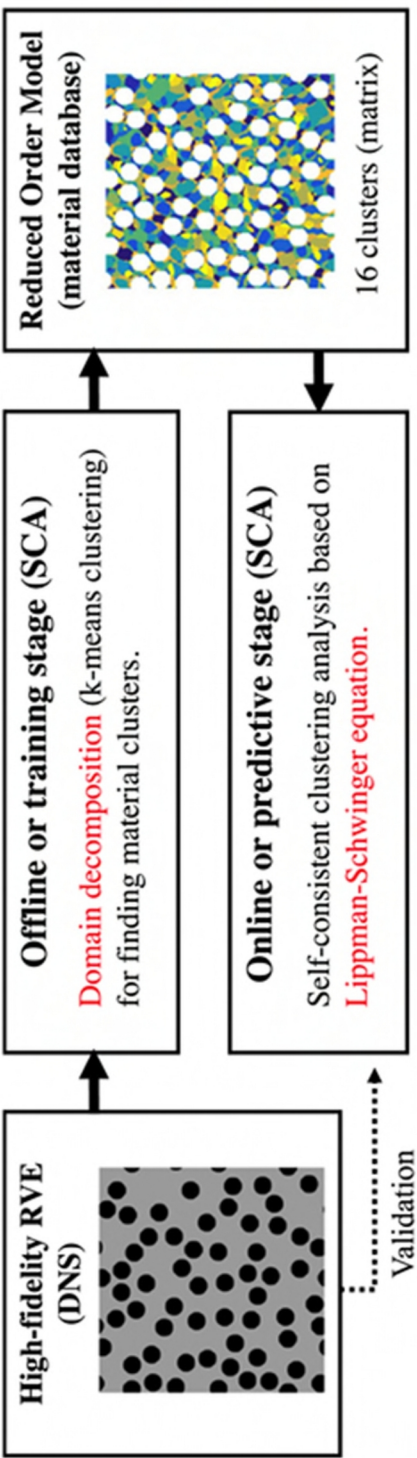 High-fidelity RVE
(DNS)
Offline or training stage (SCA)
Domain decomposition (k-means clustering)
for finding material clusters.
Reduced Order Model
(material database)
16 clusters (matrix)
Online or predictive stage (SCA)
Self-consistent clustering analysis based on
Lippman-Schwinger equation.
Validation